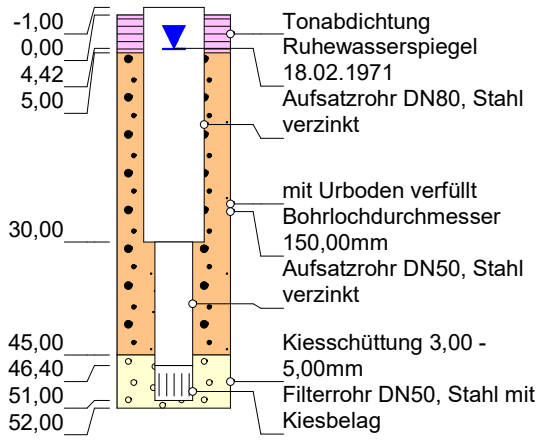 -1,00
0,00
4,42
5,00
30,00
45,00
46,40
51,00
52,00
Tonabdichtung
Ruhewasserspiegel
18.02.1971
Aufsatzrohr DN80, Stahl
verzinkt
mit Urboden verfüllt
Bohrlochdurchmesser
150,00mm
Aufsatzrohr DN50, Stahl
verzinkt
Kiesschüttung 3,00 -
5,00mm
Filterrohr DN50, Stahl mit
Kiesbelag